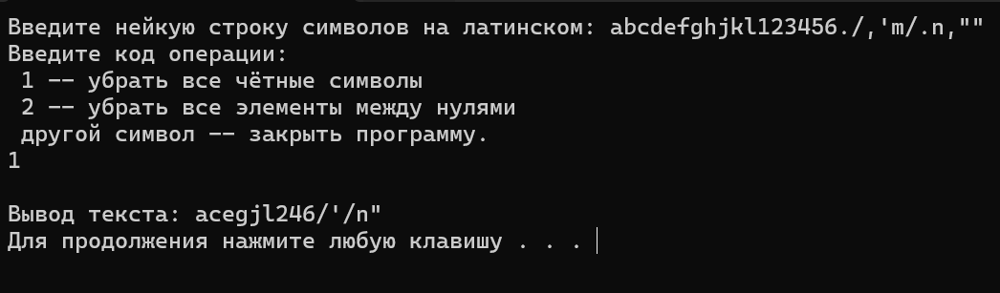 Введите нейкую строку символов на латинском: abcdefghjkl123456./,'m/.n,""
Введите код операции:
1 -- убрать все чётные символы
2 -- убрать все элементы между нулями
другой символ -- закрыть программу.
1
Вывод текста: acegjl246/'/n"
Для продолжения нажмите любую клавишу . . .